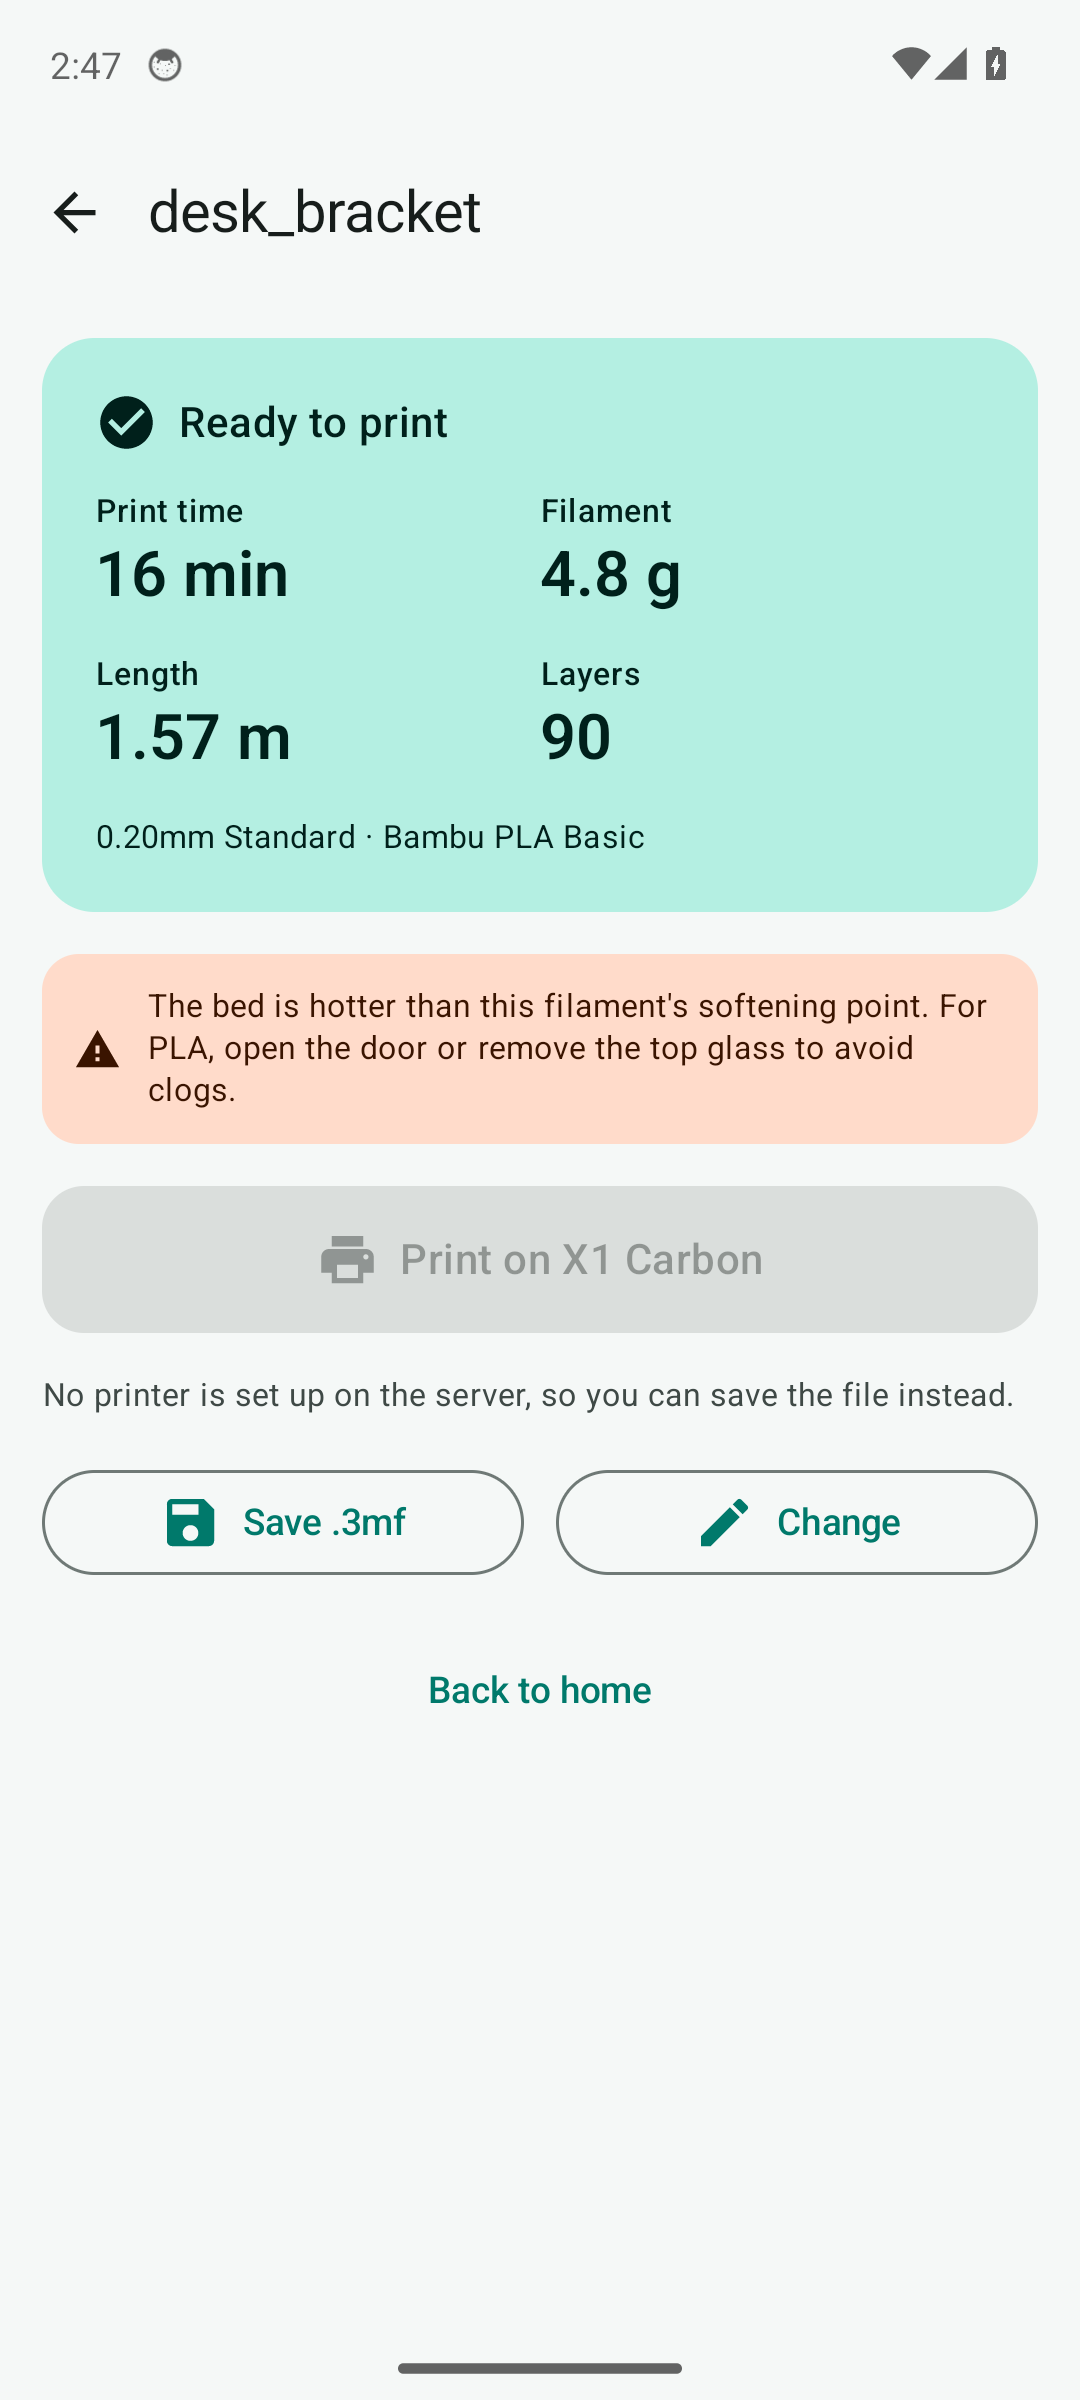 2:47
desk_bracket
Ready to print
Print time
Filament
16 min
4.8 g
Length
Layers
1.57 m
90
0.20mm Standard · Bambu PLA Basic
The bed is hotter than this filament's softening point. For
PLA, open the door or remove the top glass to avoid
clogs.
Print on X1 Carbon
No printer is set up on the server, so you can save the file instead.
Save .3mf
Change
Back to home